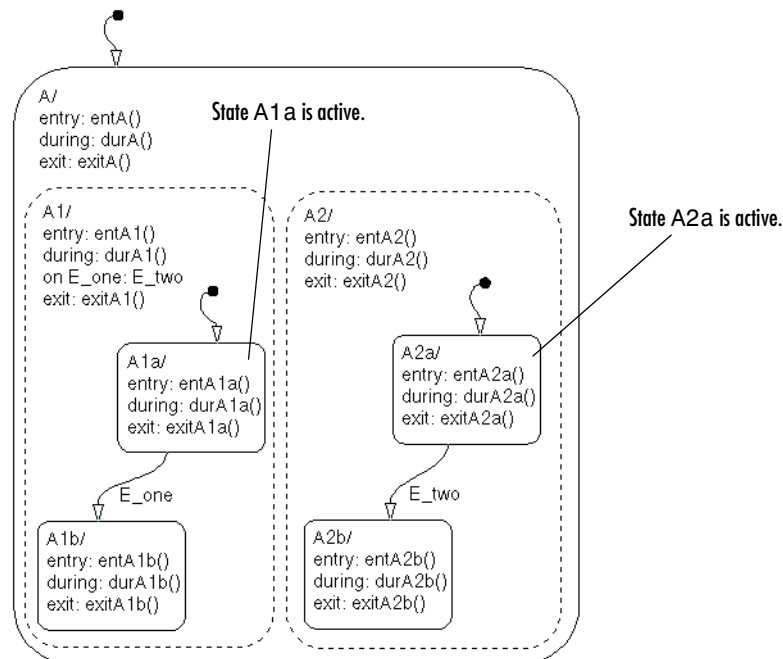 A/
entry: entA()
during: durA()
exit: exitA()
State A1a is active.
State A2a is active.
A1/
entry: entA1()
during: durA1()
on E_one: E_two
exit: exitA1()
A2/
entry: entA2()
during: durA2()
exit: exitA2()
A1a/
entry: entA1a()
during: durA1a()
exit: exitA1a()
A2a/
entry: entA2a()
during: durA2a()
exit: exitA2a()
E_one
E_two
A1b/
entry: entA1b()
during: durA1b()
exit: exitA1b()
A2b/
entry: entA2b()
during: durA2b()
exit: exitA2b()